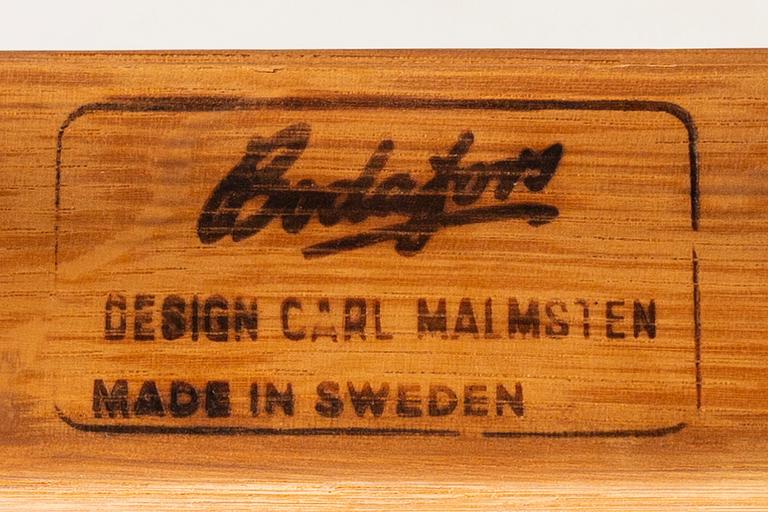 Bodafors
DESIGN CARL MALMSTEN
MADE IN SWEDEN